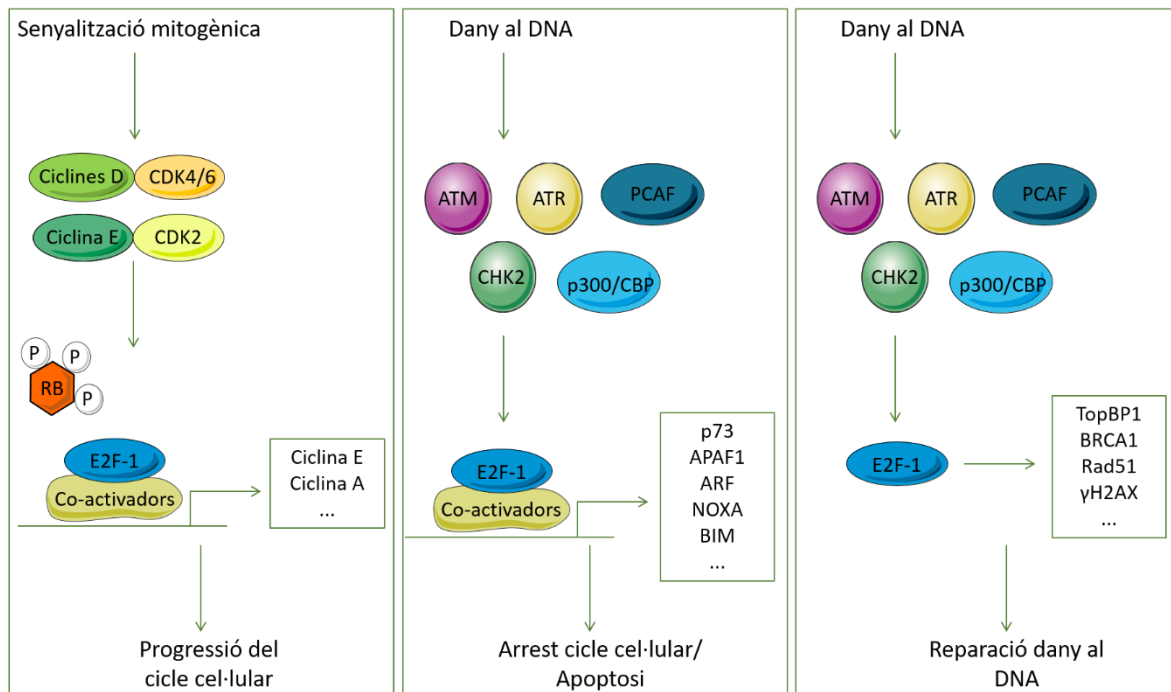 Senyalització mitogènica
Ciclines D
CDK4/6
Ciclina E
CDK2
P
P
P
RB
E2F-1
Co-activadors
Ciclina E
Ciclina A
...
Progressió del
cicle cel·lular
Dany al DNA
ATM
ATR
PCAF
CHK2
p300/CBP
E2F-1
Co-activadors
p73
APAF1
ARF
NOXA
BIM
...
Arrest cicle cel·lular/
Apoptosi
Dany al DNA
ATM
ATR
PCAF
CHK2
p300/CBP
E2F-1
TopBP1
BRCA1
Rad51
γH2AX
...
Reparació dany al
DNA